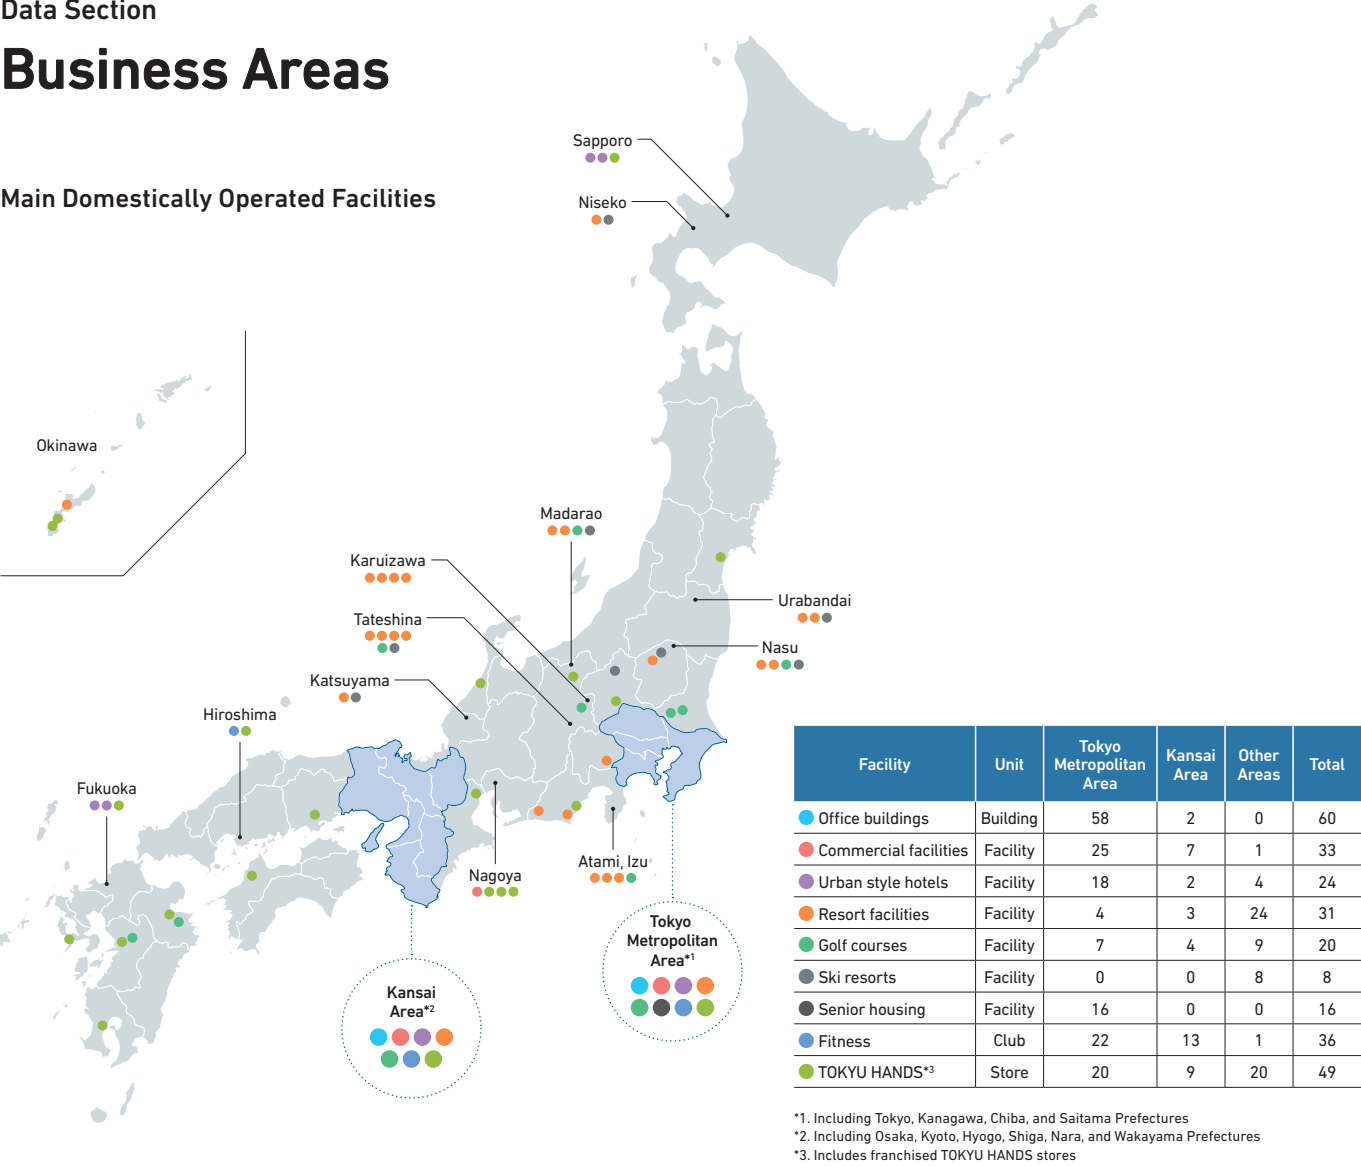 Data Section
Business Areas
Main Domestically Operated Facilities
Sapporo
Niseko
Okinawa
Madarao
Karuizawa
Tateshina
Katsuyama
Hiroshima
Fukuoka
Urabandai
Nasu
Nagoya
Atami, Izu
Kansai
Area*2
Tokyo
Metropolitan
Area*1
Facility Unit Tokyo Metropolitan Area Kansai Area Other Areas Total
Office buildings Building 58 2 0 60
Commercial facilities Facility 25 7 1 33
Urban style hotels Facility 18 2 4 24
Resort facilities Facility 4 3 24 31
Golf courses Facility 7 4 9 20
Ski resorts Facility 0 0 8 8
Senior housing Facility 16 0 0 16
Fitness Club 22 13 1 36
TOKYU HANDS*3 Store 20 9 20 49
*1. Including Tokyo, Kanagawa, Chiba, and Saitama Prefectures
*2. Including Osaka, Kyoto, Hyogo, Shiga, Nara, and Wakayama Prefectures
*3. Includes franchised TOKYU HANDS stores